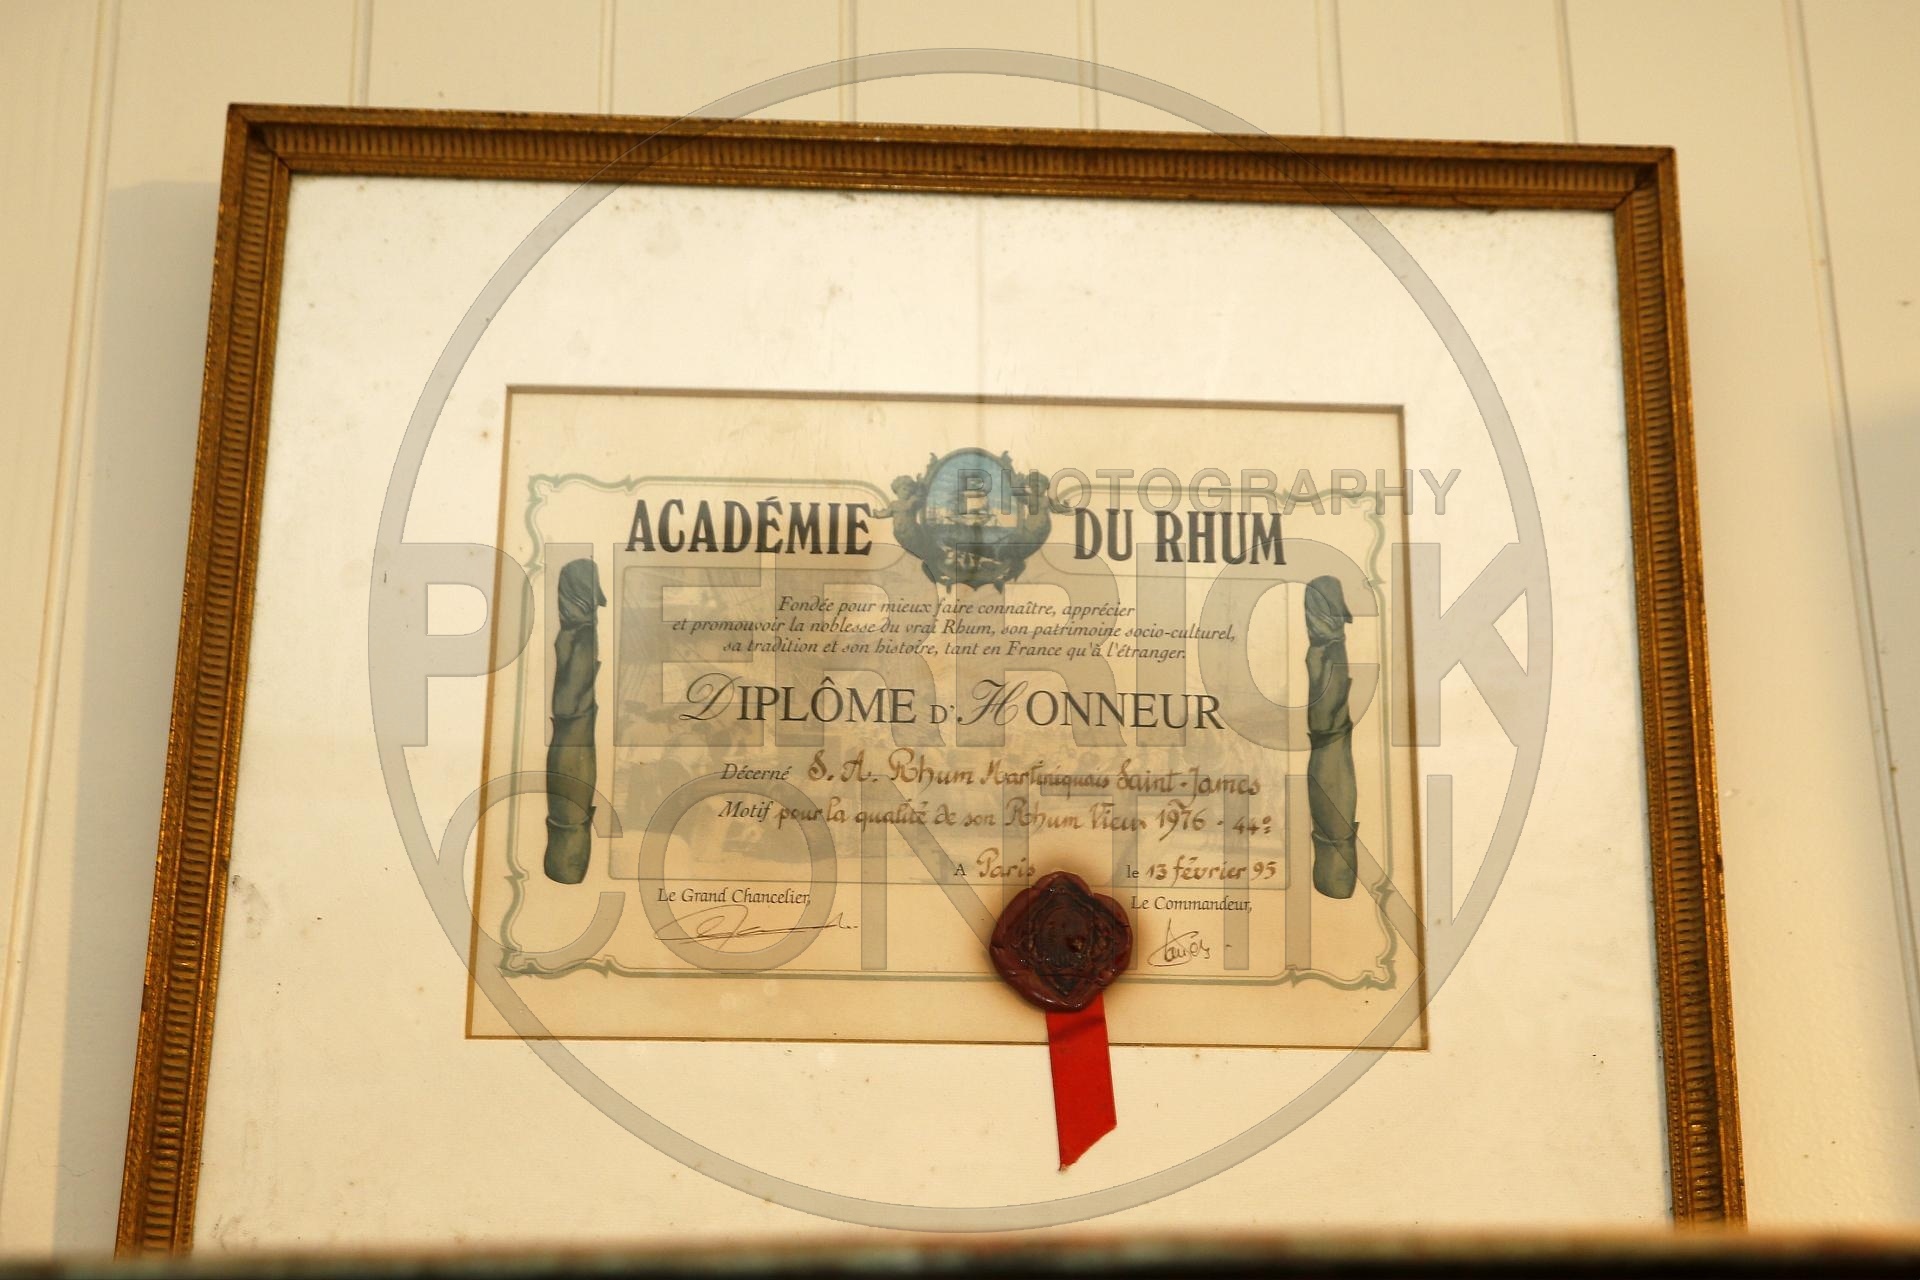 PHOTOGRAPHY
ACADÉMIE DU RHUM
PIERRICK
Fondée pour mieux faire connaître, apprécier
et promouvoir la noblesse du vrai Rhum, son patrimoine socio-culturel,
sa tradition et son histoire, tant en France qu'à l'étranger.
DIPLÔME D'HONNEUR
Décerné S. A. Rhum Martiniquais Saint-James
CONTIN
Motif pour la qualité de son Rhum Vieux 1976 - 44º
A Paris le 13 février 95
Le Grand Chancelier, Le Commandeur,